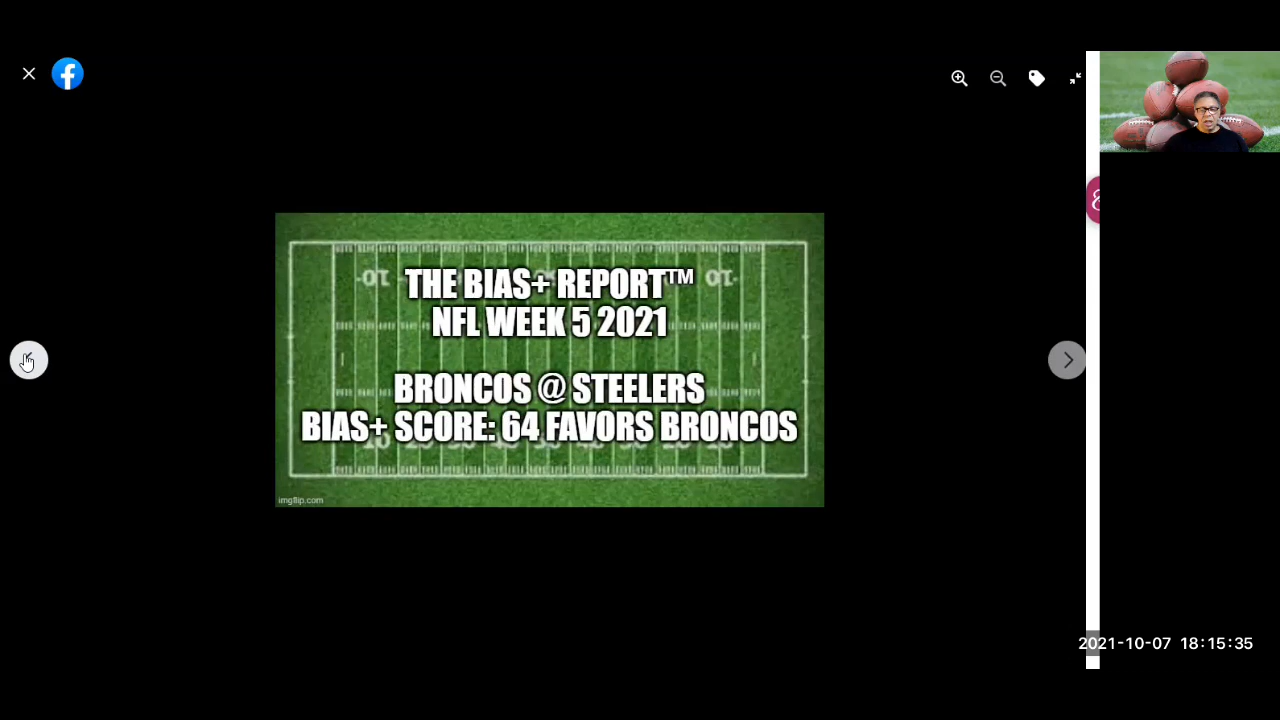 THE BIAS+ REPORT™
NFL WEEK 5 2021
BRONCOS @ STEELERS
BIAS+ SCORE: 64 FAVORS BRONCOS
imgflip.com
2021-10-07 18:15:35